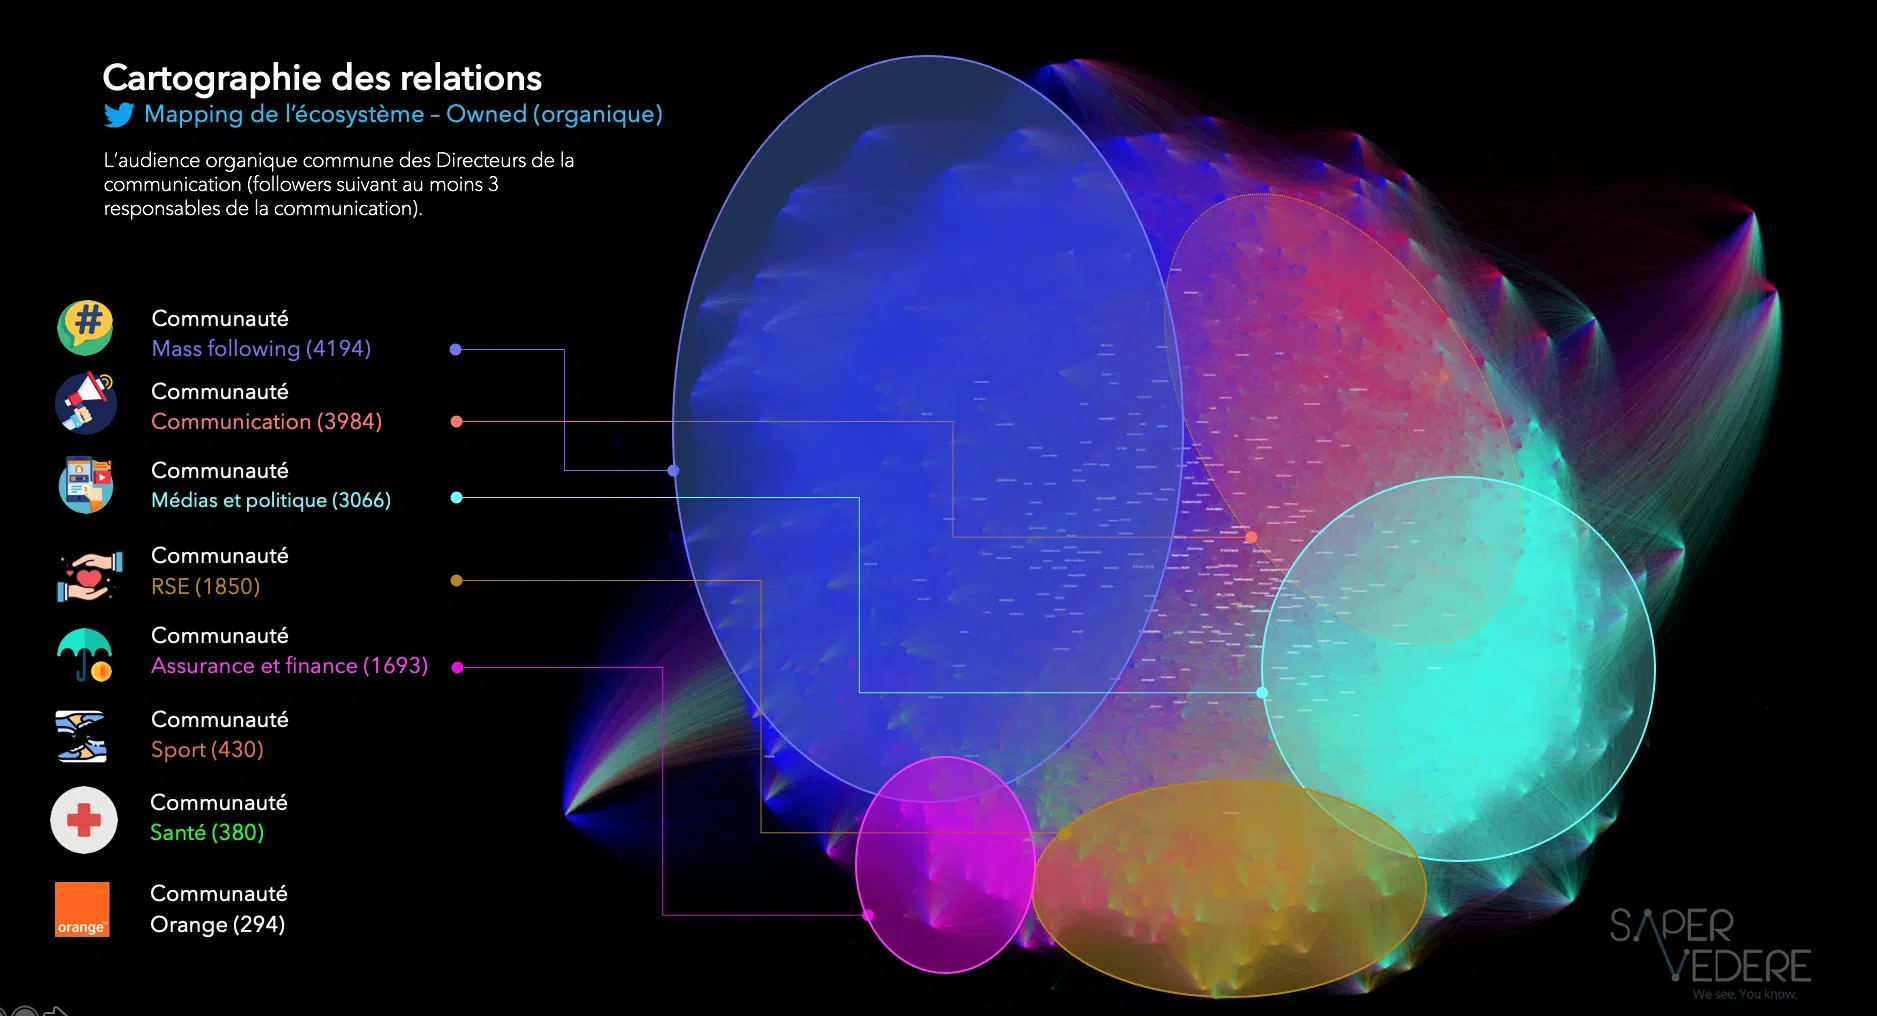 Cartographie des relations
Mapping de l'écosystème – Owned (organique)
L'audience organique commune des Directeurs de la
communication (followers suivant au moins 3
responsables de la communication).
#
Communauté
Mass following (4194)
Communauté
Communication (3984)
Communauté
Médias et politique (3066)
Communauté
RSE (1850)
Communauté
Assurance et finance (1693)
Communauté
Sport (430)
Communauté
Santé (380)
Communauté
Orange (294)
orange
SAPER
VEDERE
We see. You know.